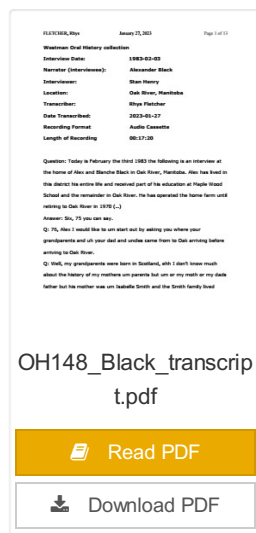 FLETCHER, Rhys January 27, 2023 Page 1 of 13
Westman Oral History collection
Interview Date: 1983-02-03
Narrator (interviewee): Alexander Black
Interviewer: Stan Henry
Location: Oak River, Manitoba
Transcriber: Rhys Fletcher
Date Transcribed: 2023-01-27
Recording Format Audio Cassette
Length of Recording 00:17:20
Question: Today is February the third 1983 the following is an interview at
the home of Alex and Blanche Black in Oak River, Manitoba. Alex has lived in
this district his entire life and received part of his education at Maple Wood
School and the remainder in Oak River. He has operated the home farm until
retiring to Oak River in 1970 (...)
Answer: Six, 75 you can say.
Q: 76, Alex I would like to um start out by asking you where your
grandparents and uh your dad and uncles came from to Oak arriving before
arriving to Oak River.
Q: Well, my grandparents were born in Scotland, ehh I don't know much
about the history of my mothers um parents but um er my moth or my dads
father but his mother was um Isabelle Smith and the Smith family lived
OH148_Black_transcrip
t.pdf
Read PDF
Download PDF